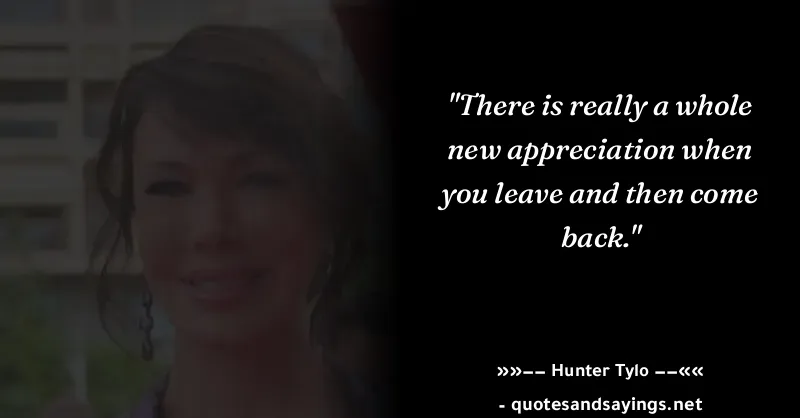 "There is really a whole
new appreciation when
you leave and then come
back."
»»−− Hunter Tylo −−««
- quotesandsayings.net